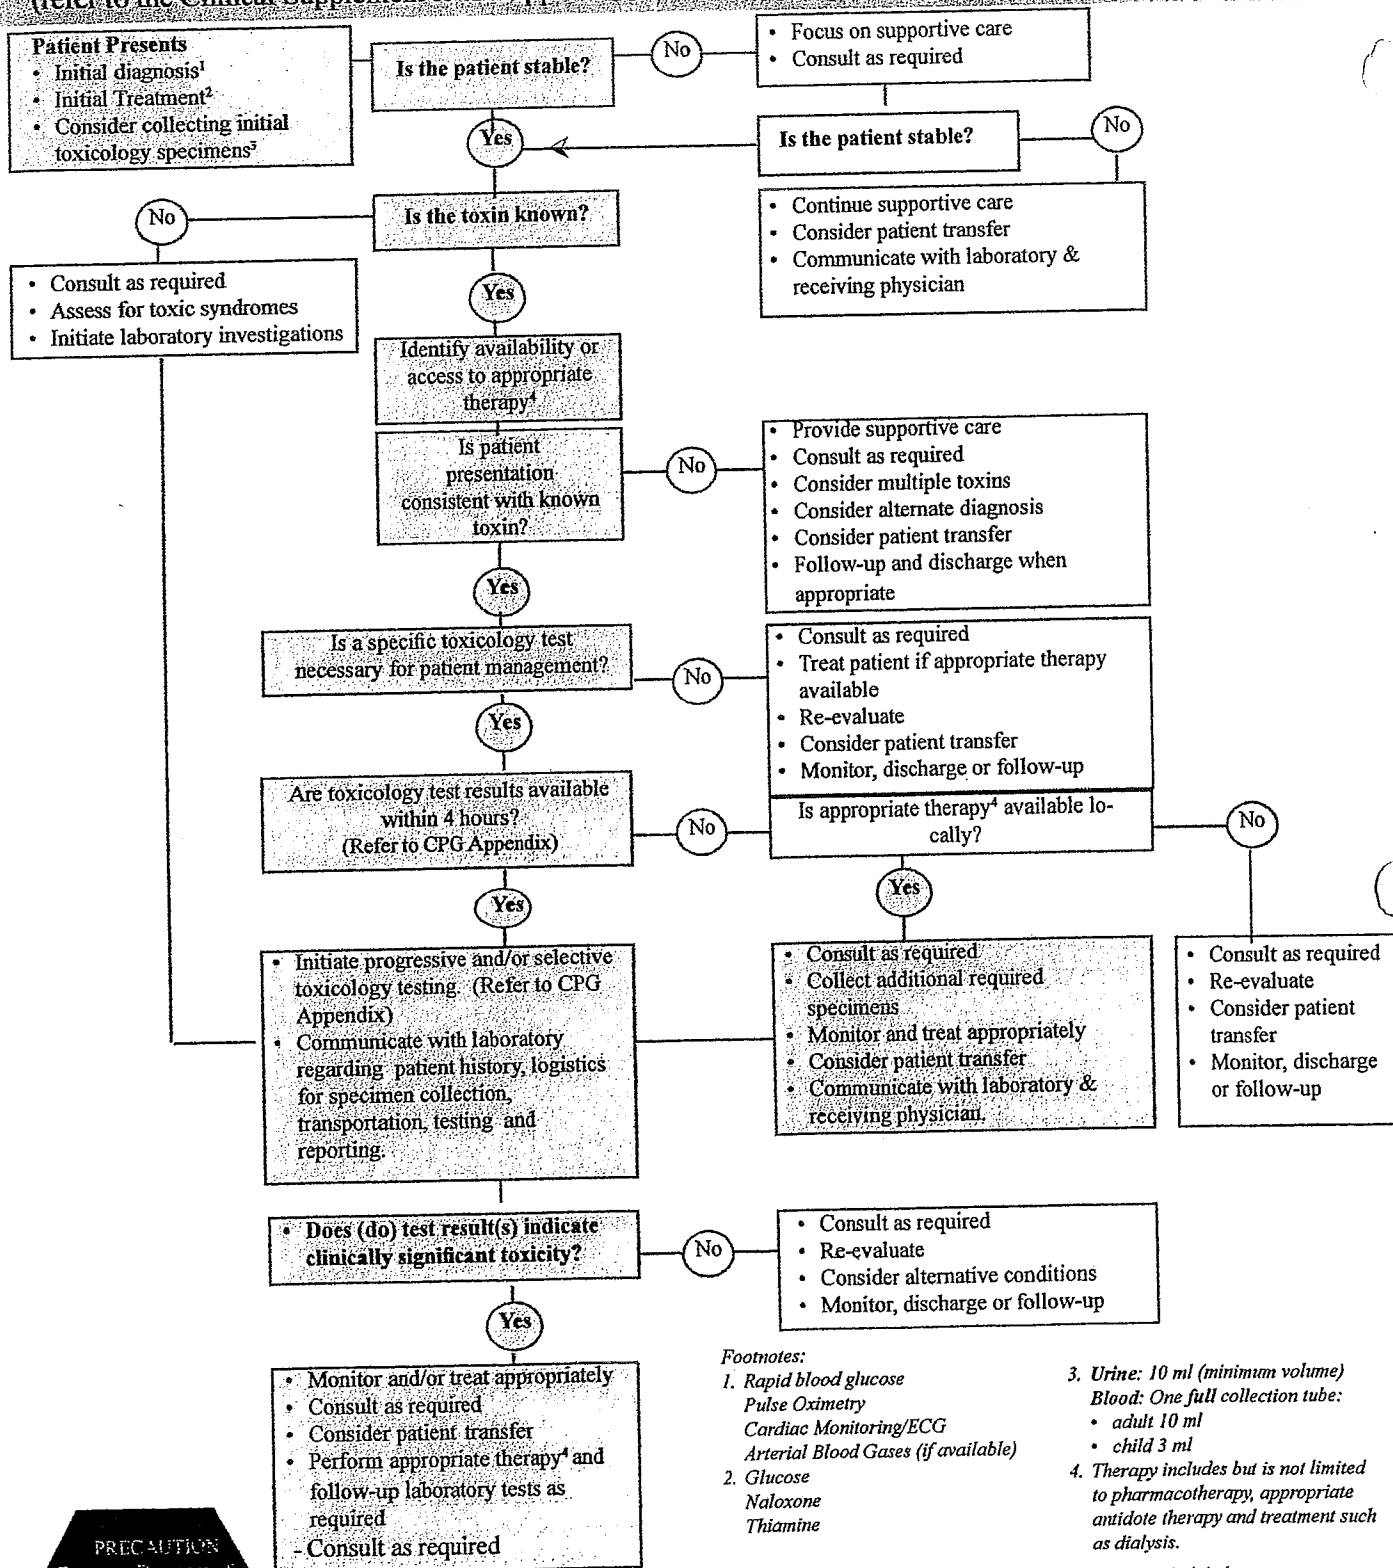 (refer to the Clinical Supplement
Patient Presents
• Initial diagnosis¹
• Initial Treatment²
• Consider collecting initial
toxicology specimens³
Is the patient stable?
No
• Focus on supportive care
• Consult as required
Yes
Is the patient stable?
No
• Continue supportive care
• Consider patient transfer
• Communicate with laboratory &
receiving physician
Is the toxin known?
No
• Consult as required
• Assess for toxic syndromes
• Initiate laboratory investigations
Yes
Identify availability or
access to appropriate
therapy⁴
Is patient
presentation
consistent with known
toxin?
No
• Provide supportive care
• Consult as required
• Consider multiple toxins
• Consider alternate diagnosis
• Consider patient transfer
• Follow-up and discharge when
appropriate
Yes
Is a specific toxicology test
necessary for patient management?
No
• Consult as required
• Treat patient if appropriate therapy
available
• Re-evaluate
• Consider patient transfer
• Monitor, discharge or follow-up
Yes
Are toxicology test results available
within 4 hours?
(Refer to CPG Appendix)
No
Is appropriate therapy⁴ available lo-
cally?
No
Yes
Yes
• Initiate progressive and/or selective
toxicology testing. (Refer to CPG
Appendix)
• Communicate with laboratory
regarding patient history, logistics
for specimen collection,
transportation, testing and
reporting.
• Consult as required
• Collect additional required
specimens
• Monitor and treat appropriately
• Consider patient transfer
• Communicate with laboratory &
receiving physician.
• Consult as required
• Re-evaluate
• Consider patient
transfer
• Monitor, discharge
or follow-up
• Does (do) test result(s) indicate
clinically significant toxicity?
No
• Consult as required
• Re-evaluate
• Consider alternative conditions
• Monitor, discharge or follow-up
Yes
• Monitor and/or treat appropriately
• Consult as required
• Consider patient transfer
• Perform appropriate therapy⁴ and
follow-up laboratory tests as
required
- Consult as required
Footnotes:
1. Rapid blood glucose
Pulse Oximetry
Cardiac Monitoring/ECG
Arterial Blood Gases (if available)
2. Glucose
Naloxone
Thiamine
3. Urine: 10 ml (minimum volume)
Blood: One full collection tube:
• adult 10 ml
• child 3 ml
4. Therapy includes but is not limited
to pharmacotherapy, appropriate
antidote therapy and treatment such
as dialysis.
PRECAUTION